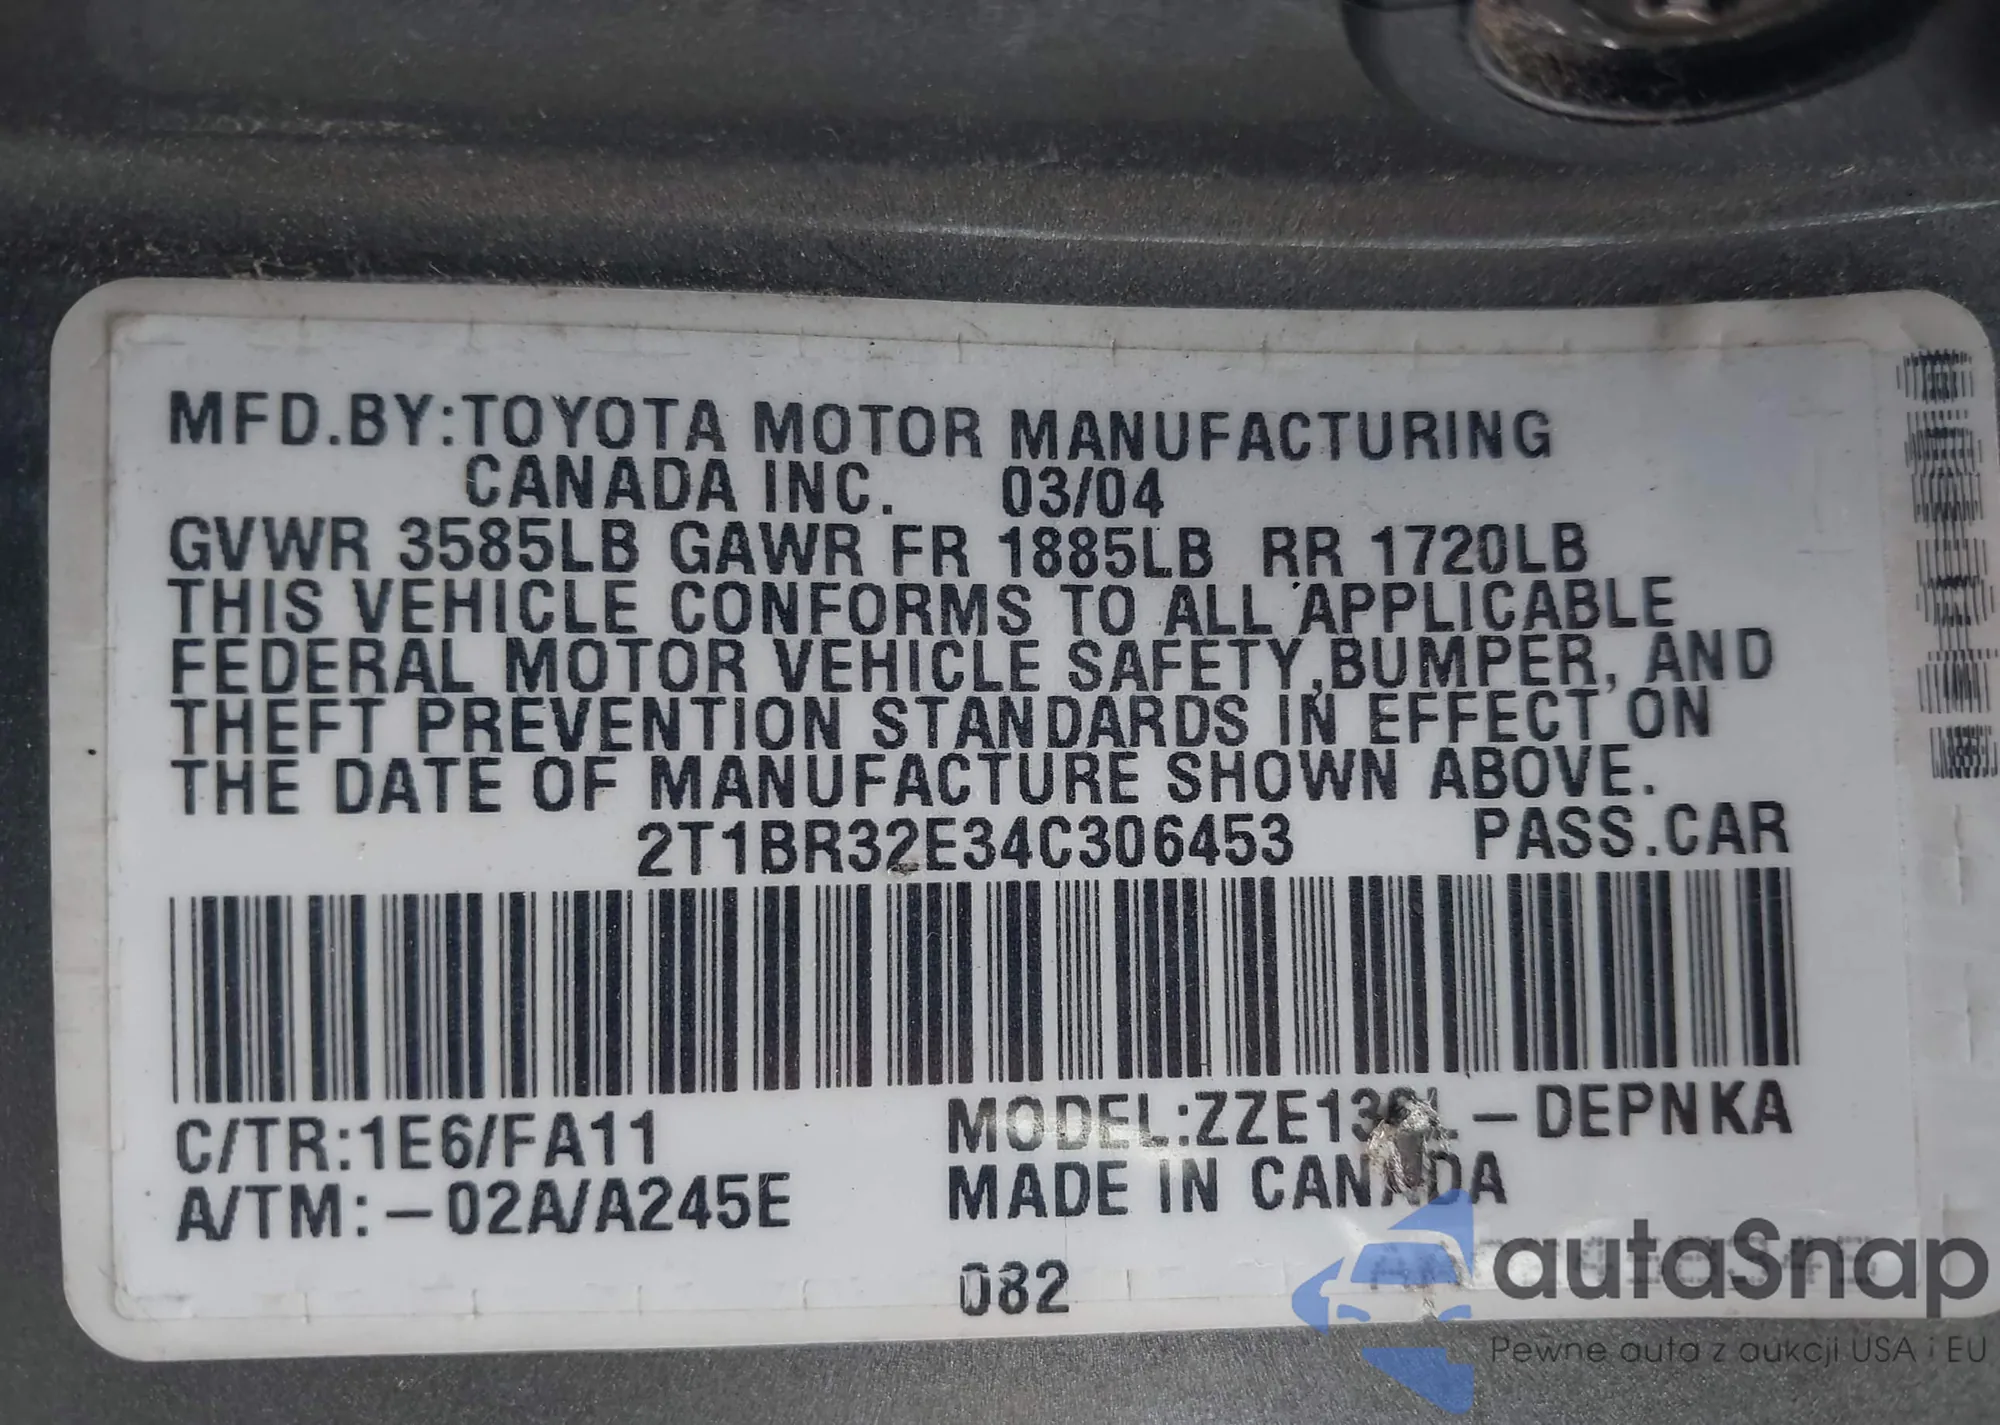 MFD.BY:TOYOTA MOTOR MANUFACTURING
CANADA INC. 03/04
GVWR 3585LB GAWR FR 1885LB RR 1720LB
THIS VEHICLE CONFORMS TO ALL APPLICABLE
FEDERAL MOTOR VEHICLE SAFETY,BUMPER, AND
THEFT PREVENTION STANDARDS IN EFFECT ON
THE DATE OF MANUFACTURE SHOWN ABOVE.
2T1BR32E34C306453 PASS.CAR
C/TR:1E6/FA11 MODEL: -DEPNKA
A/TM:-02A/A245E MADE IN CANADA
082
autoSnap
Pewne auta z aukcji USA i EU